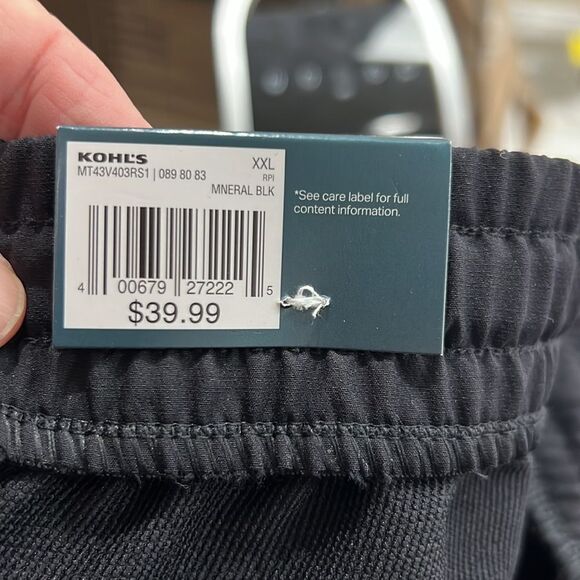 KOHL'S
XXL
MT43V403RS1 | 089 80 83
RPI
MNERAL BLK
4 00679 27222 5
$39.99
*See care label for full
content information.